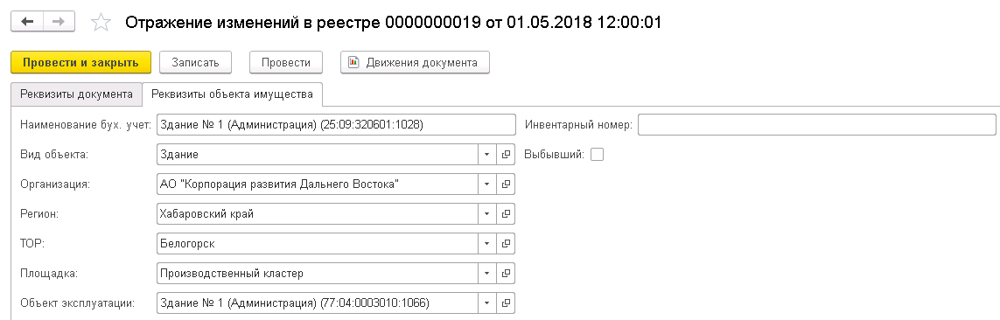 Отражение изменений в реестре 0000000019 от 01.05.2018 12:00:01
Провести и закрыть Записать Провести Движения документа
Реквизиты документа Реквизиты объекта имущества
Наименование бух. учет: Здание № 1 (Администрация) (25:09:320601:1028) Инвентарный номер:
Вид объекта: Здание Выбывший:
Организация: АО "Корпорация развития Дальнего Востока"
Регион: Хабаровский край
ТОР: Белогорск
Площадка: Производственный кластер
Объект эксплуатации: Здание № 1 (Администрация) (77:04:0003010:1066)